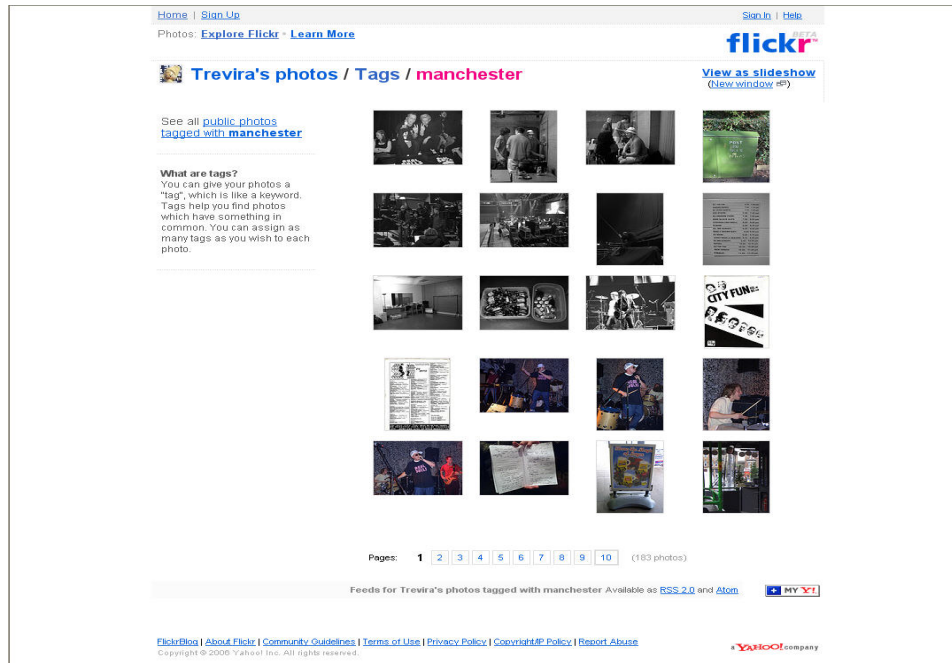 Home | Sign Up
Sign In | Help
Photos: Explore Flickr • Learn More
flickr BETA
Trevira's photos / Tags / manchester
View as slideshow
(New window)
See all public photos
tagged with manchester
What are tags?
You can give your photos a
"tag", which is like a keyword.
Tags help you find photos
which have something in
common. You can assign as
many tags as you wish to each
photo.
CITY FUN
Pages: 1 2 3 4 5 6 7 8 9 10 (183 photos)
Feeds for Trevira's photos tagged with manchester Available as RSS 2.0 and Atom
+ MY Y!
FlickrBlog | About Flickr | Community Guidelines | Terms of Use | Privacy Policy | Copyright/IP Policy | Report Abuse
Copyright © 2006 Yahoo! Inc. All rights reserved.
a YAHOO! company